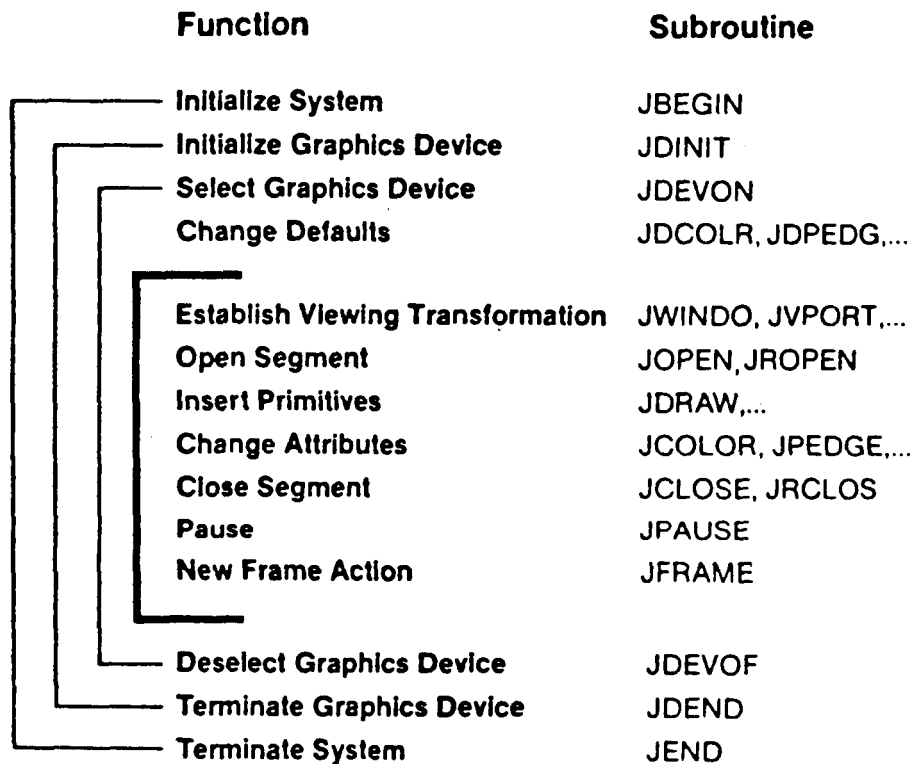 Function Subroutine
Initialize System JBEGIN
Initialize Graphics Device JDINIT
Select Graphics Device JDEVON
Change Defaults JDCOLR, JDPEDG,...
Establish Viewing Transformation JWINDO, JVPORT,...
Open Segment JOPEN, JROPEN
Insert Primitives JDRAW,...
Change Attributes JCOLOR, JPEDGE,...
Close Segment JCLOSE, JRCLOS
Pause JPAUSE
New Frame Action JFRAME
Deselect Graphics Device JDEVOF
Terminate Graphics Device JDEND
Terminate System JEND